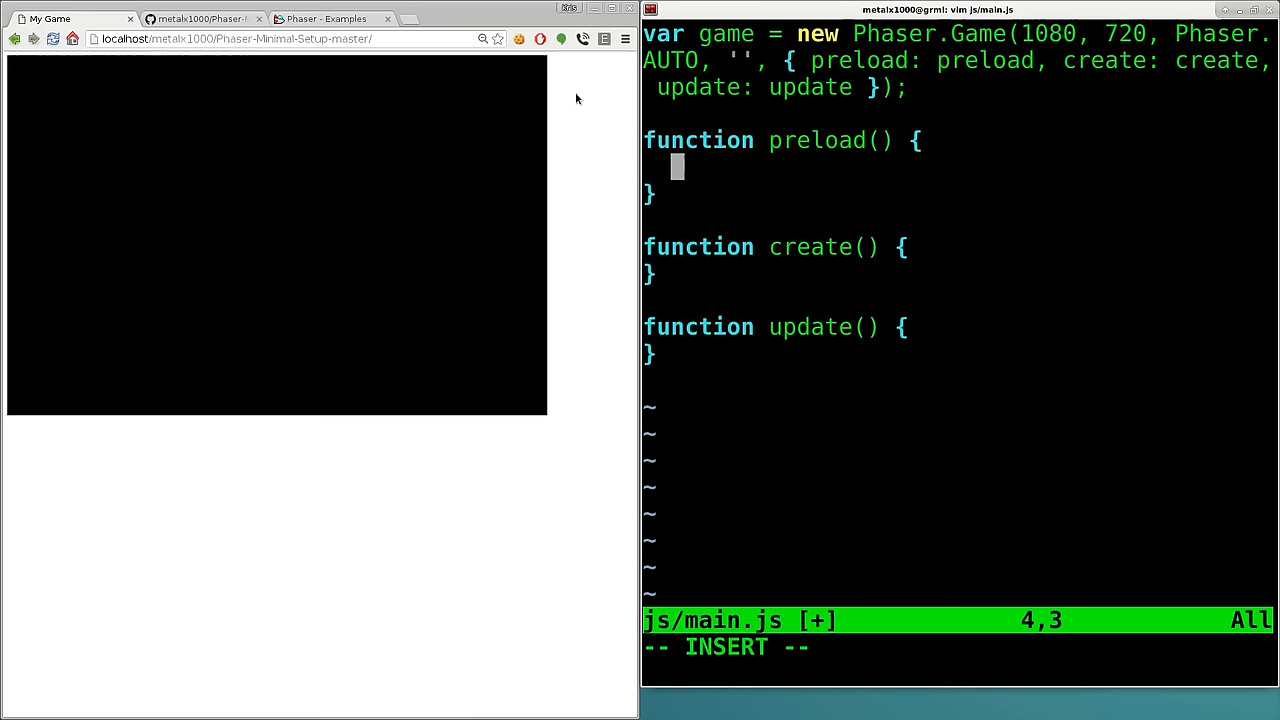 Kris
My Game
metalx1000/Phaser-
Phaser - Examples
localhost/metalx1000/Phaser-Minimal-Setup-master/
E
metalx1000@grml: vim js/main.js
var game = new Phaser.Game(1080, 720, Phaser.
AUTO, '', { preload: preload, create: create,
update: update });
function preload() {
}
function create() {
}
function update() {
}
~
~
~
~
~
~
~
~
js/main.js [+] 4,3 All
-- INSERT --